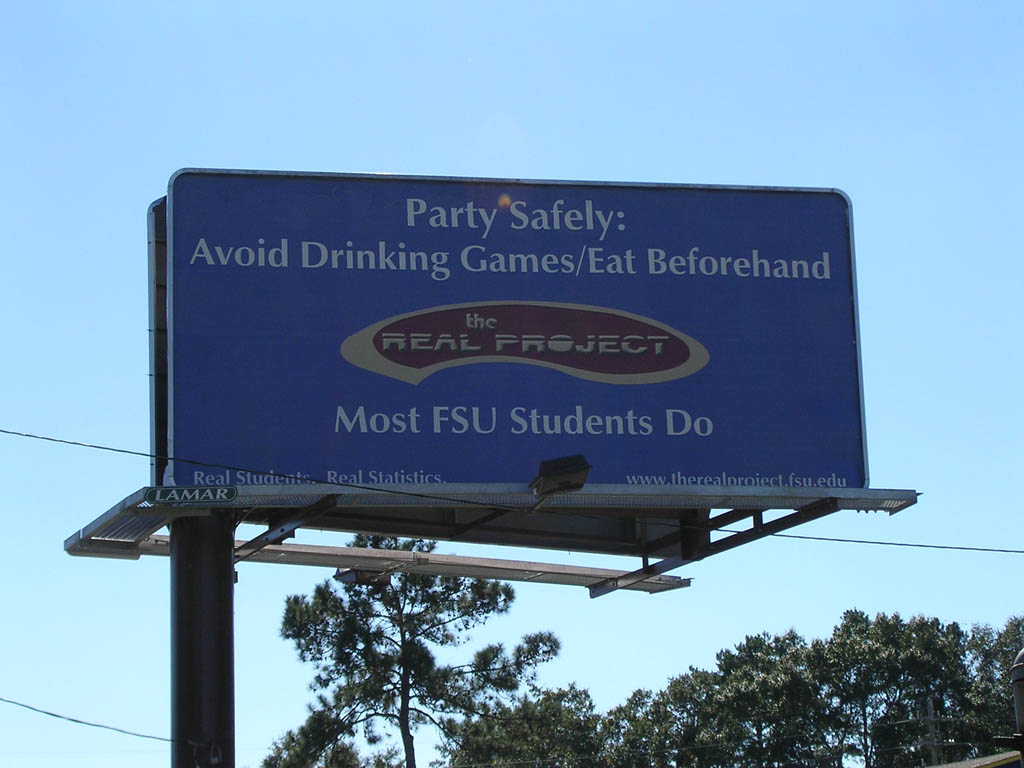 Party Safely:
Avoid Drinking Games/Eat Beforehand
the
REAL PROJECT
Most FSU Students Do
Real Students. Real Statistics.
www.therealproject.fsu.edu
LAMAR